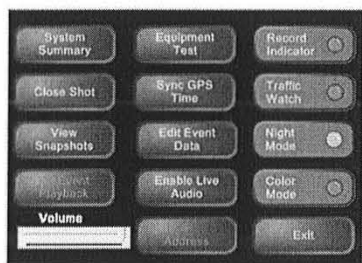 System
Summary
Equipment
Test
Record
Indicator
Close Shot
Sync GPS
Time
Traffic
Watch
View
Snapshots
Edit Event
Data
Night
Mode
Playback
Enable Live
Audio
Color
Mode
Volume
Address
Exit